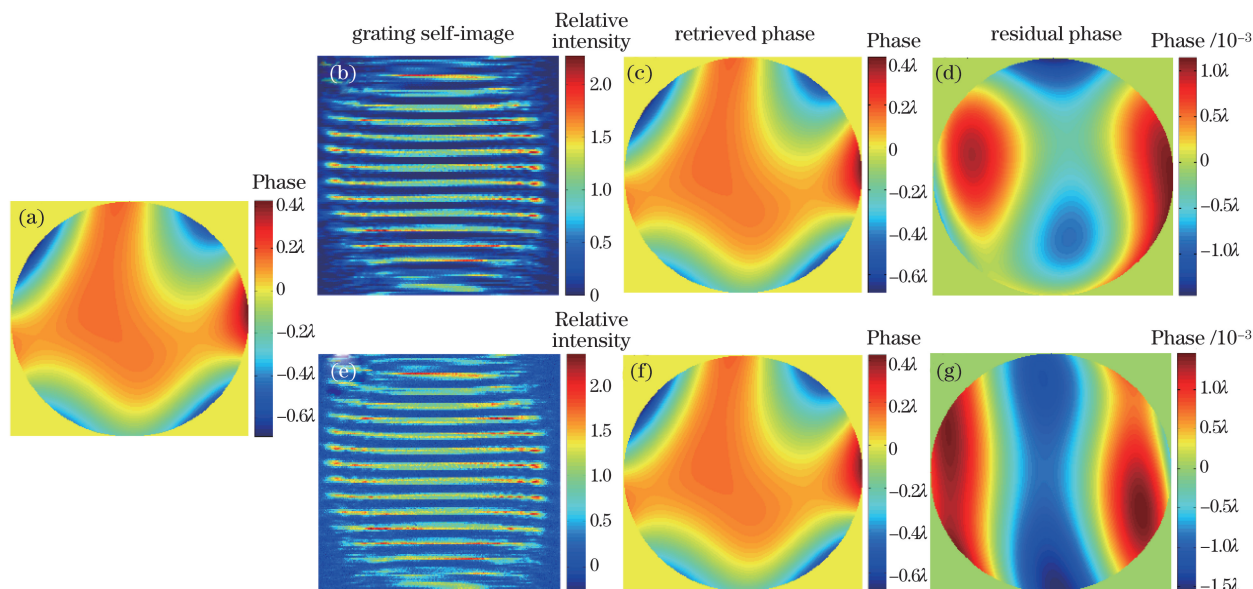 grating self-image
Relative
intensity
retrieved phase
Phase
residual phase
Phase /10⁻³
(b)
2.0
1.5
1.0
0.5
0
(c)
0.4λ
0.2λ
0
−0.2λ
−0.4λ
−0.6λ
(d)
1.0λ
0.5λ
0
−0.5λ
−1.0λ
Phase
(a)
0.4λ
0.2λ
0
−0.2λ
−0.4λ
−0.6λ
Relative
intensity
Phase
Phase /10⁻³
(e)
2.0
1.5
1.0
0.5
0
(f)
0.4λ
0.2λ
0
−0.2λ
−0.4λ
−0.6λ
(g)
1.0λ
0.5λ
0
−0.5λ
−1.0λ
−1.5λ